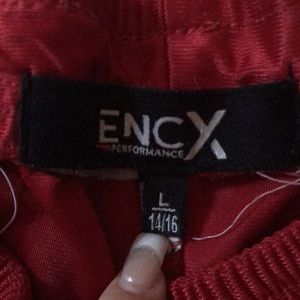 ENCX
PERFORMANCE
L
14/16